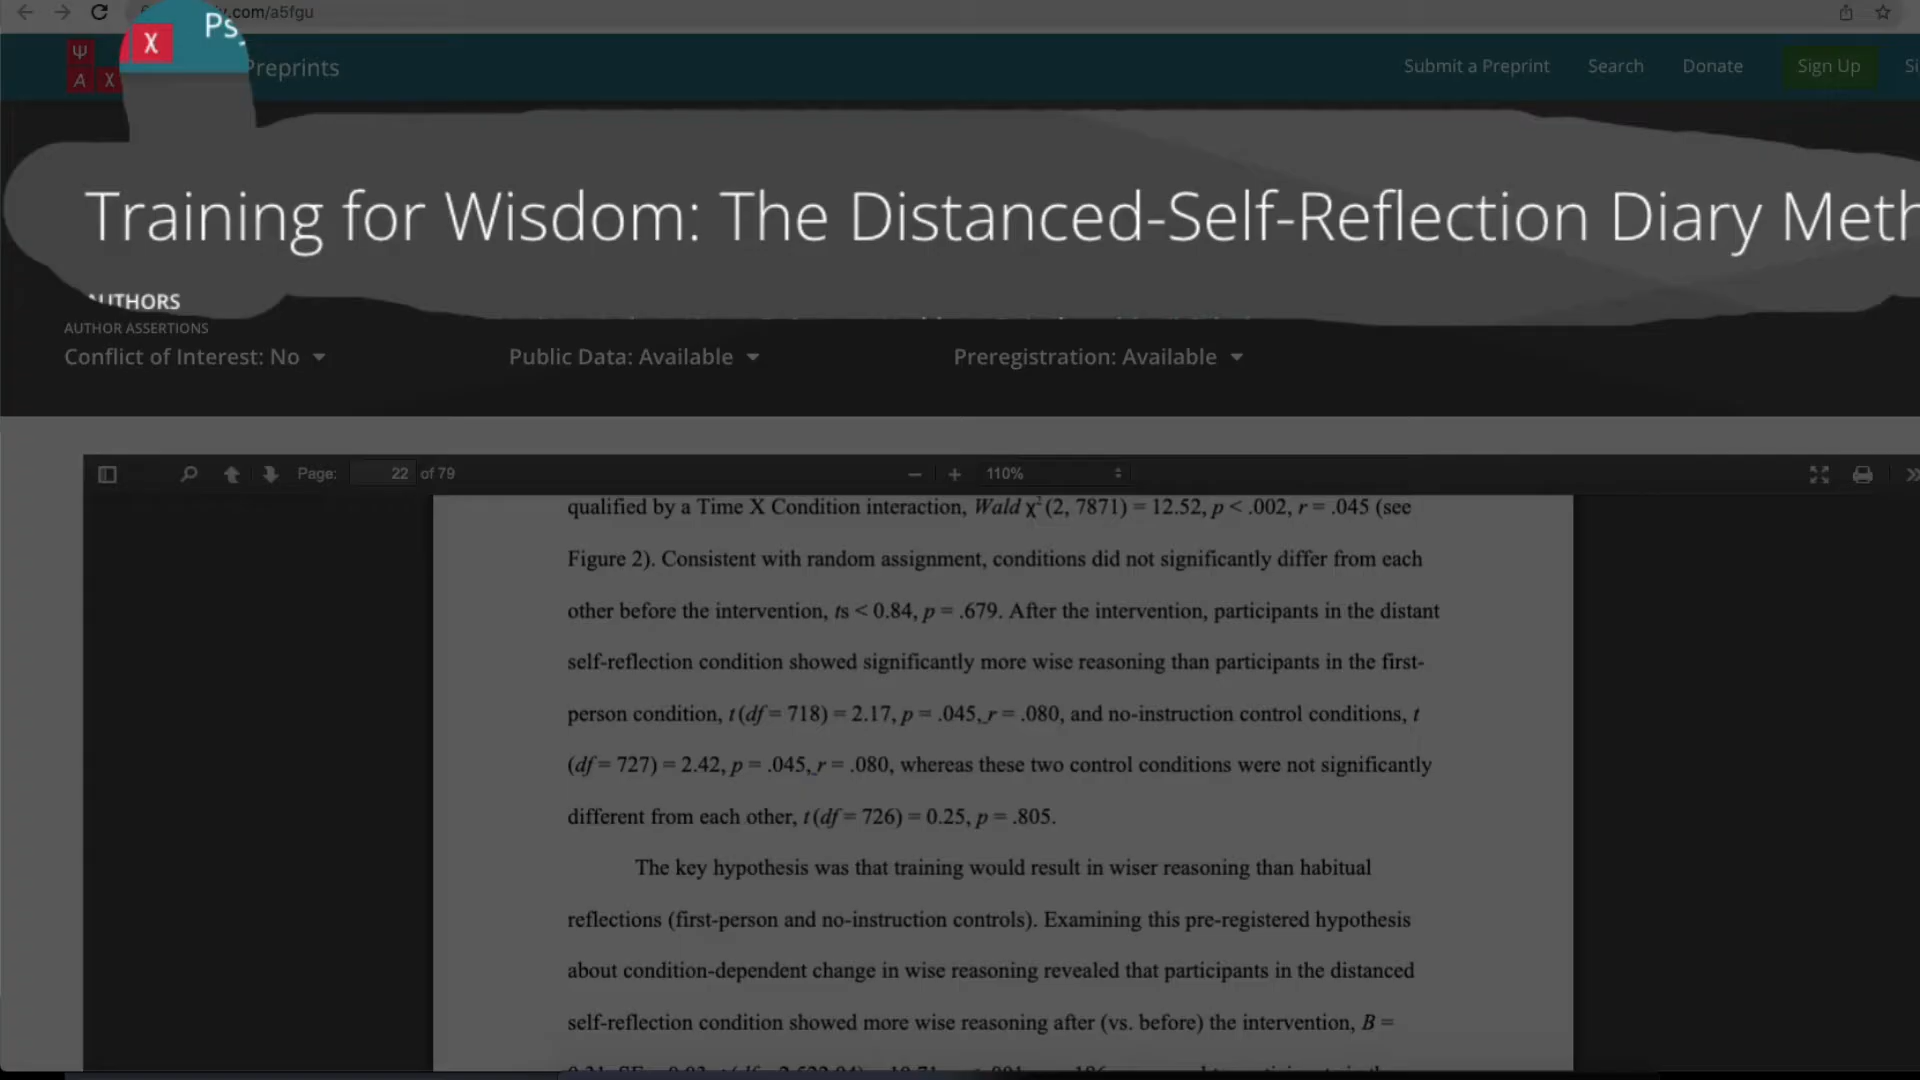 .com/a5fgu
Ψ
X
Ps
A X
Preprints
Submit a Preprint
Search
Donate
Sign Up
Training for Wisdom: The Distanced-Self-Reflection Diary
AUTHORS
AUTHOR ASSERTIONS
Conflict of Interest: No
Public Data: Available
Preregistration: Available
Page: 22 of 79
110%
qualified by a Time X Condition interaction, Wald χ²(2, 7871) = 12.52, p < .002, r = .045 (see
Figure 2). Consistent with random assignment, conditions did not significantly differ from each
other before the intervention, ts < 0.84, p = .679. After the intervention, participants in the distant
self-reflection condition showed significantly more wise reasoning than participants in the first-
person condition, t (df = 718) = 2.17, p = .045, r = .080, and no-instruction control conditions, t
(df = 727) = 2.42, p = .045, r = .080, whereas these two control conditions were not significantly
different from each other, t (df = 726) = 0.25, p = .805.
The key hypothesis was that training would result in wiser reasoning than habitual
reflections (first-person and no-instruction controls). Examining this pre-registered hypothesis
about condition-dependent change in wise reasoning revealed that participants in the distanced
self-reflection condition showed more wise reasoning after (vs. before) the intervention, B =